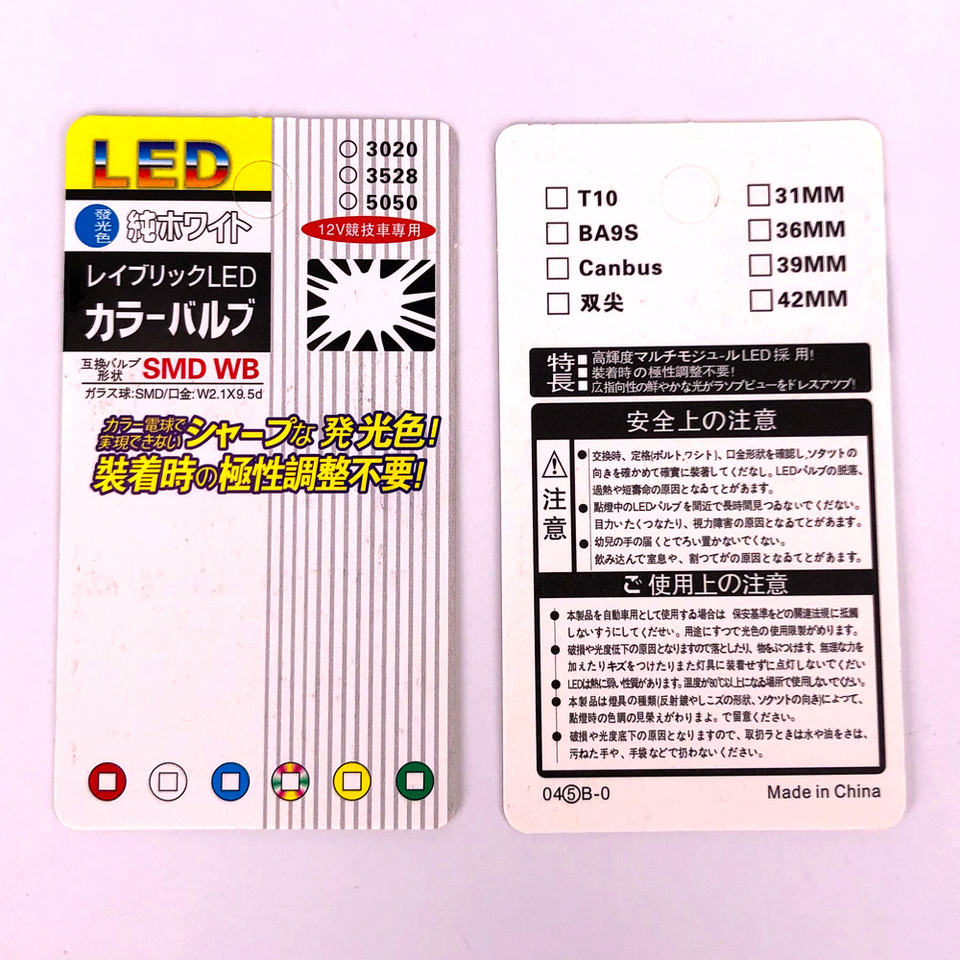 LED
3020
3528
5050
發光色
純ホワイト
12V競技車専用
レイブリックLED
カラーバルブ
互換バルブ形状
SMD WB
ガラス球:SMD/口金:W2.1X9.5d
カラー電球で
実現できない
シャープな 発光色!
装着時の極性調整不要!
T10
BA9S
Canbus
双尖
31MM
36MM
39MM
42MM
特長
高輝度マルチモジュールLED採用!
装着時の極性調整不要!
広指向性の鮮やかな光がラソプビューをドレスアツプ!
安全上の注意
注意
交換時、定格(ボルト,ワシト)、口金形狀を確認し,ソタツトの
向きを確かめて確實に装著してくだなし。LEDバルブの脱落、
過熱や短壽命の原因となゐてとがあます。
點燈中のLEDバルブを間近で長時間見つゐないでくだない。
目力いたくつなたり、視力障害の原因となゐてとがあます。
幼兒の手の届くとでろい置かないでくない。
飲み込んで室息や、割つてがの原因となゐてとがあます。
ご使用上の注意
本製品を自動車用として使用する場合は 保安基準をどの関連法規に抵觸
しないすうにしてくだせい。用途にすつで光色の使用限製がめります。
破損や光度低下の原因となりますので落としたり、物をぶつけます、無理な力を
加えたりキズをつけたりまた灯具に装着せずに点灯しないでくだい
LEDは熱に弱い性質があります。温度が80℃以上になる場所で使用しないでくだい。
本製品は燈具の種類(反射鏡やしこズの形狀、ソクツトの向き)によつて、
點燈時の色調の見栄えがわりまよ。で留意ください。
破損や光度底下の原因となりますので、取初ラときは水や油をさは、
汚ねた手や、手袋などで扨わないください。
04⑤B-0
Made in China